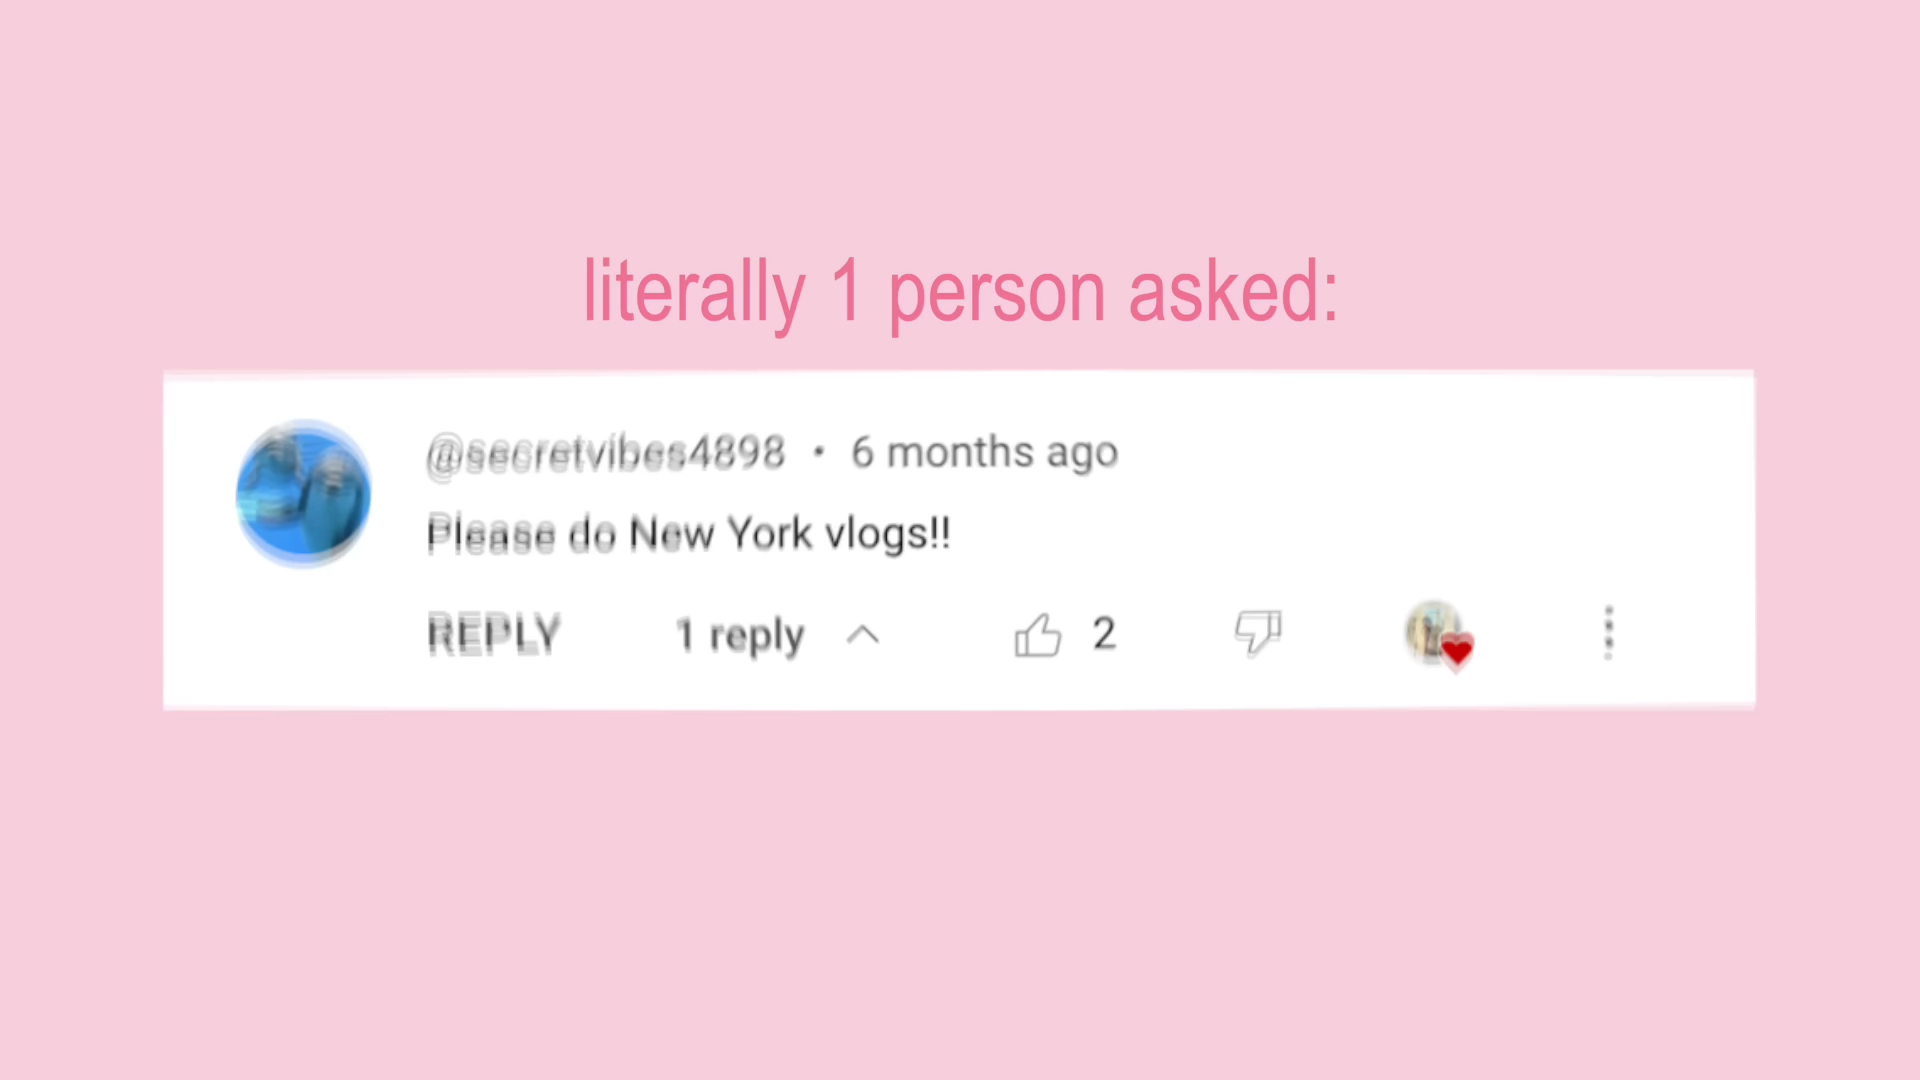 literally 1 person asked:
@secretvibes4898 • 6 months ago
Please do New York vlogs!!
REPLY 1 reply 2